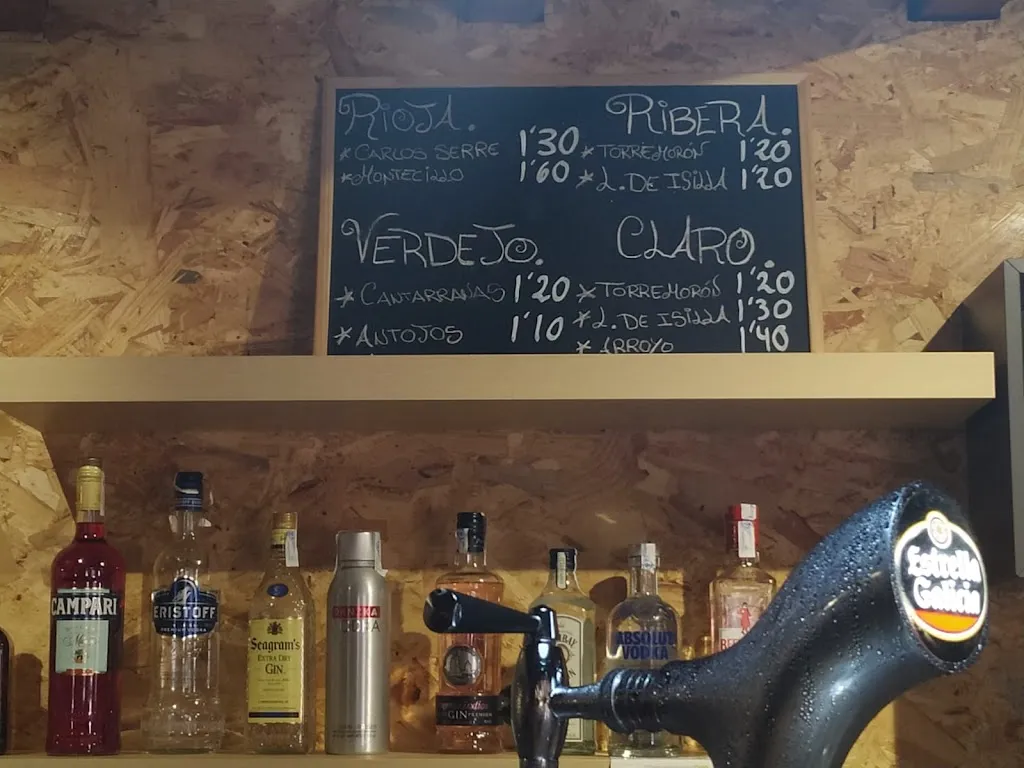 RIOJA.
* CARLOS SERRE 1'30
* MONTECILLO 1'60
RIBERA.
* TORREMORÓN 1'20
* L. DE ISILLA 1'20
VERDEJO.
* CANTARRANAS 1'20
* ANTOJOS 1'10
CLARO.
* TORREMORÓN 1'20
* L. DE ISILLA 1'30
* ARROYO 1'40
CAMPARI
ERISTOFF
Seagram's
EXTRA DRY
GIN
GIN PREMIUM
ABSOLUT
VODKA
Estrella
Galicia